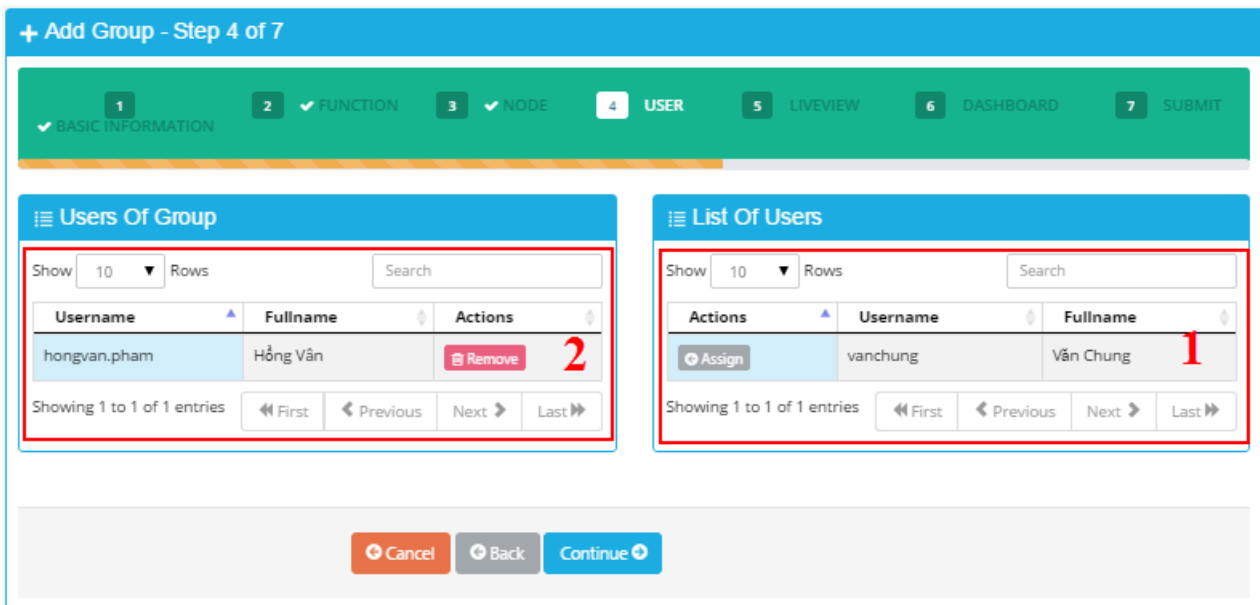 Add Group - Step 4 of 7
1 BASIC INFORMATION
2 FUNCTION
3 NODE
4 USER
5 LIVEVIEW
6 DASHBOARD
7 SUBMIT
Users Of Group
Show 10 Rows Search
Username Fullname Actions
hongvan.pham Hồng Vân Remove 2
Showing 1 to 1 of 1 entries First Previous Next Last
List Of Users
Show 10 Rows Search
Actions Username Fullname
Assign vanchung Văn Chung 1
Showing 1 to 1 of 1 entries First Previous Next Last
Cancel Back Continue